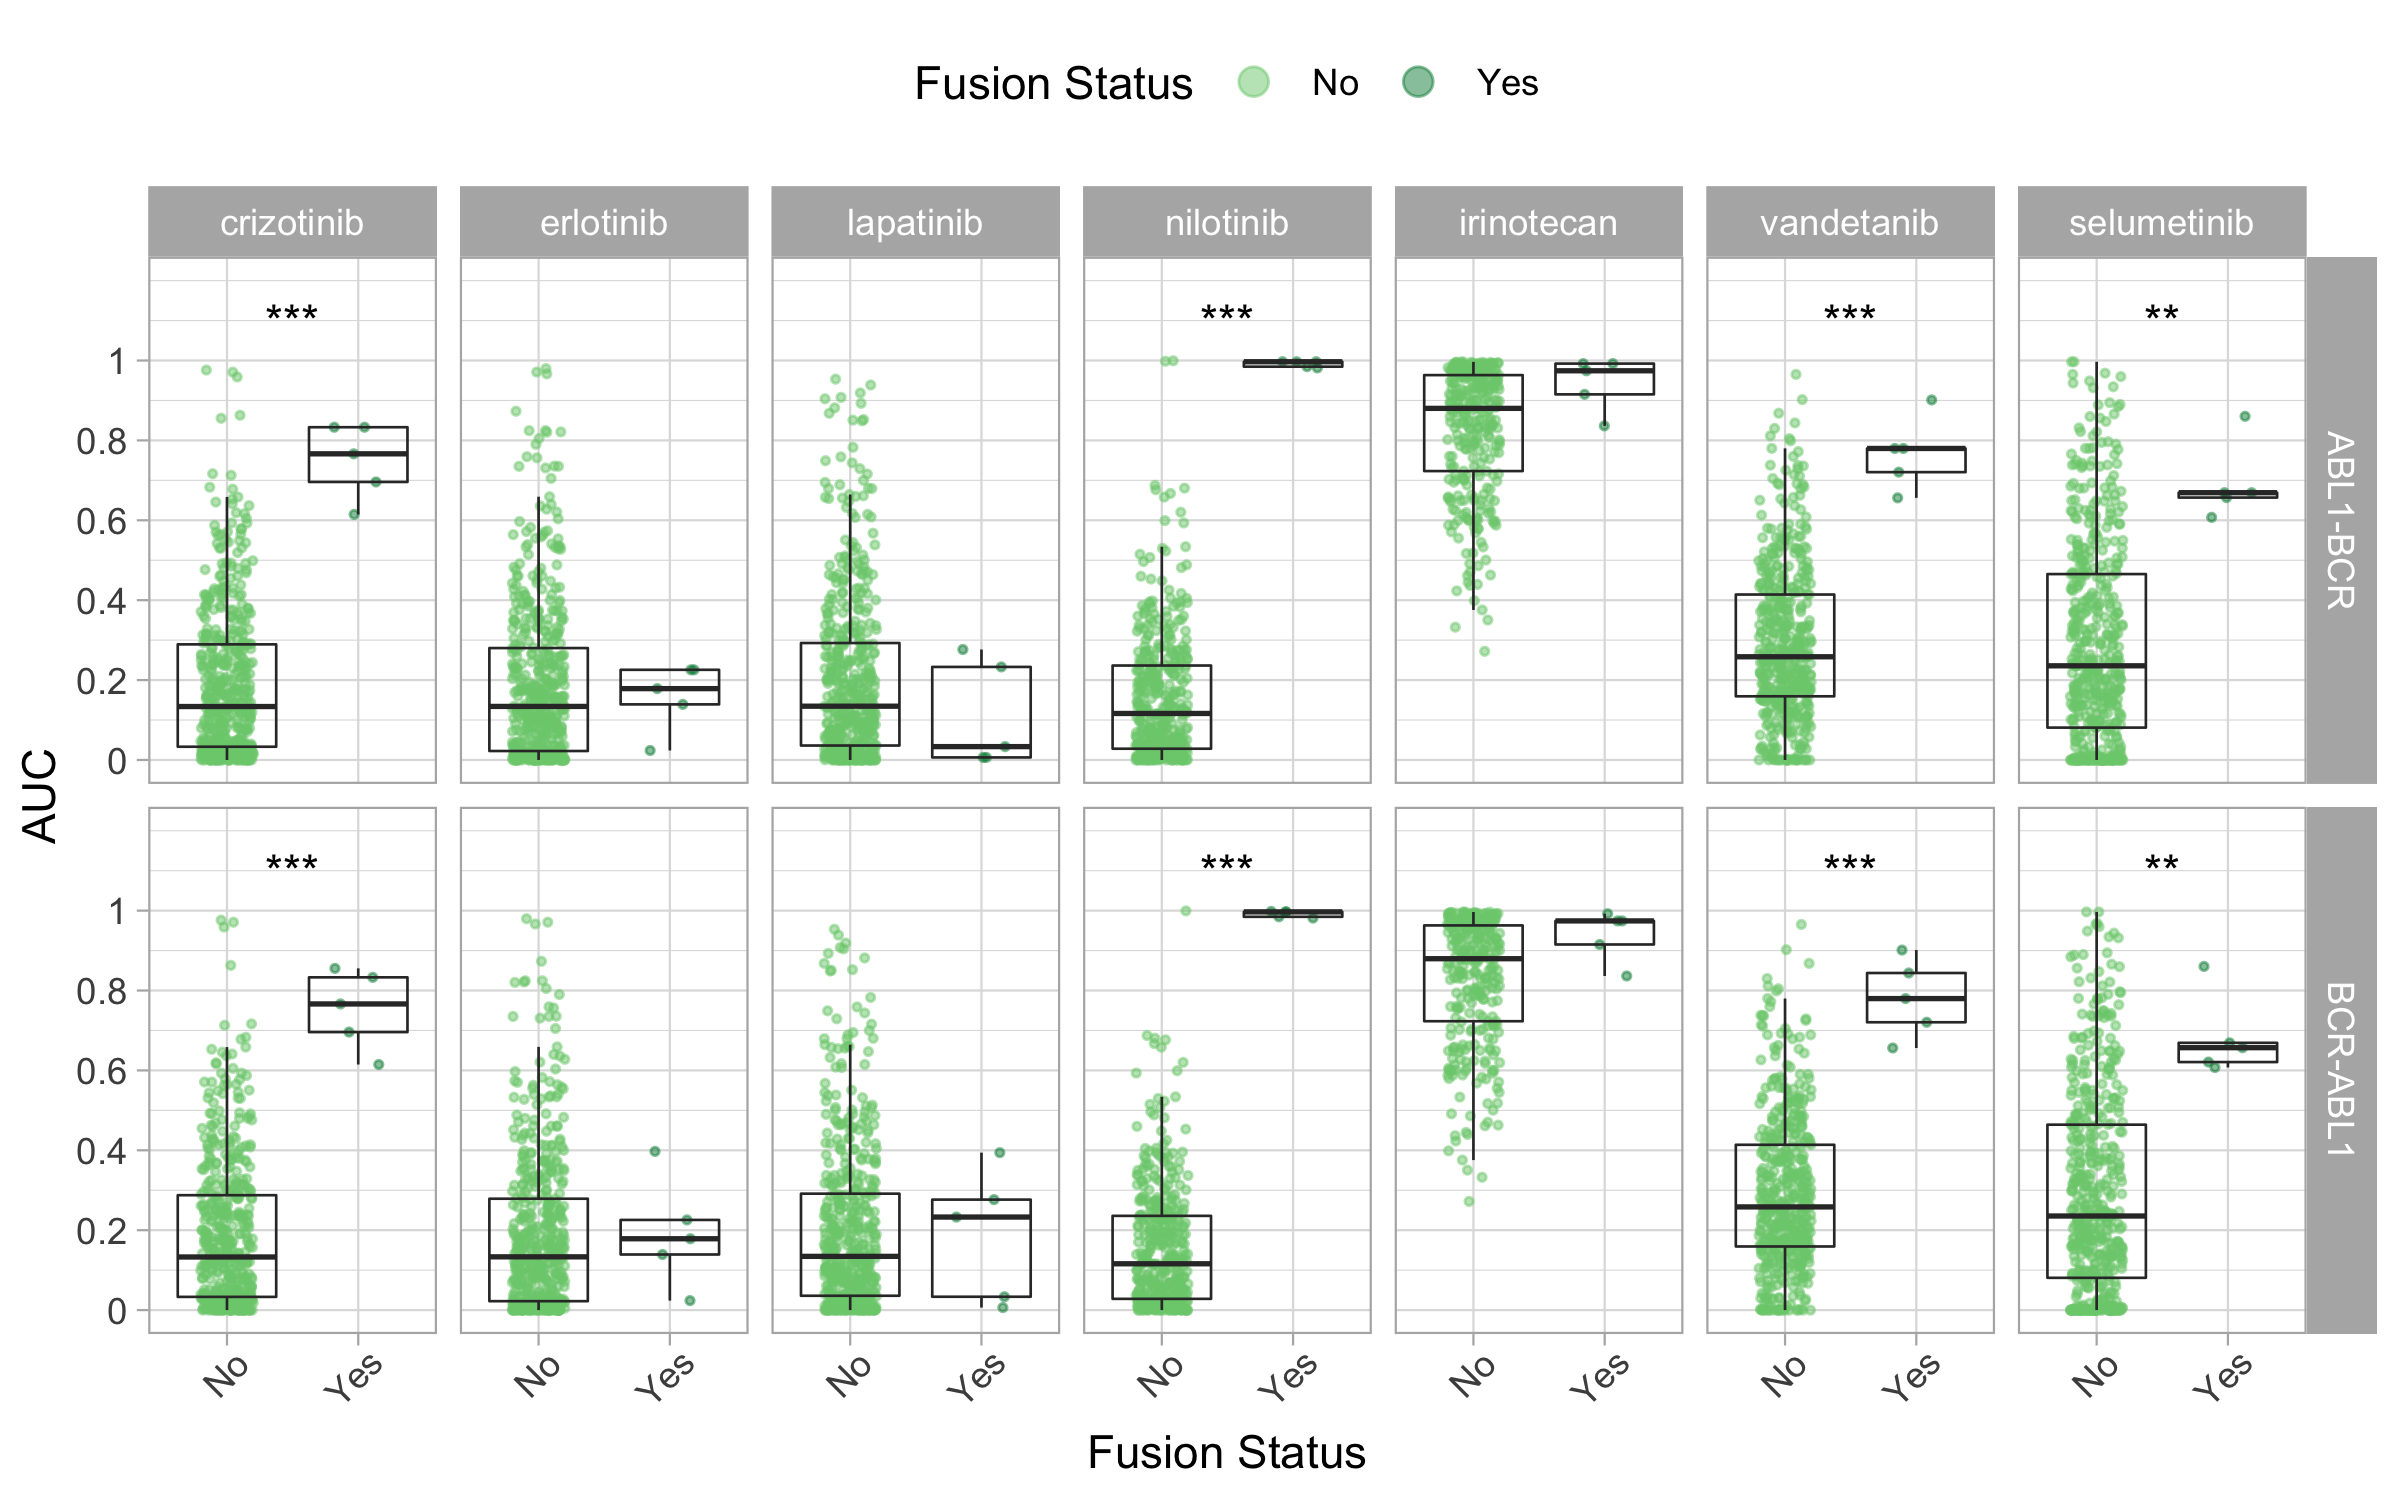 Fusion Status No Yes
crizotinib erlotinib lapatinib nilotinib irinotecan vandetanib selumetinib
*** *** *** **
1
0.8
0.6
0.4
0.2
0
ABL1-BCR
AUC
*** *** *** **
1
0.8
0.6
0.4
0.2
0
BCR-ABL1
No Yes No Yes No Yes No Yes No Yes No Yes No Yes
Fusion Status